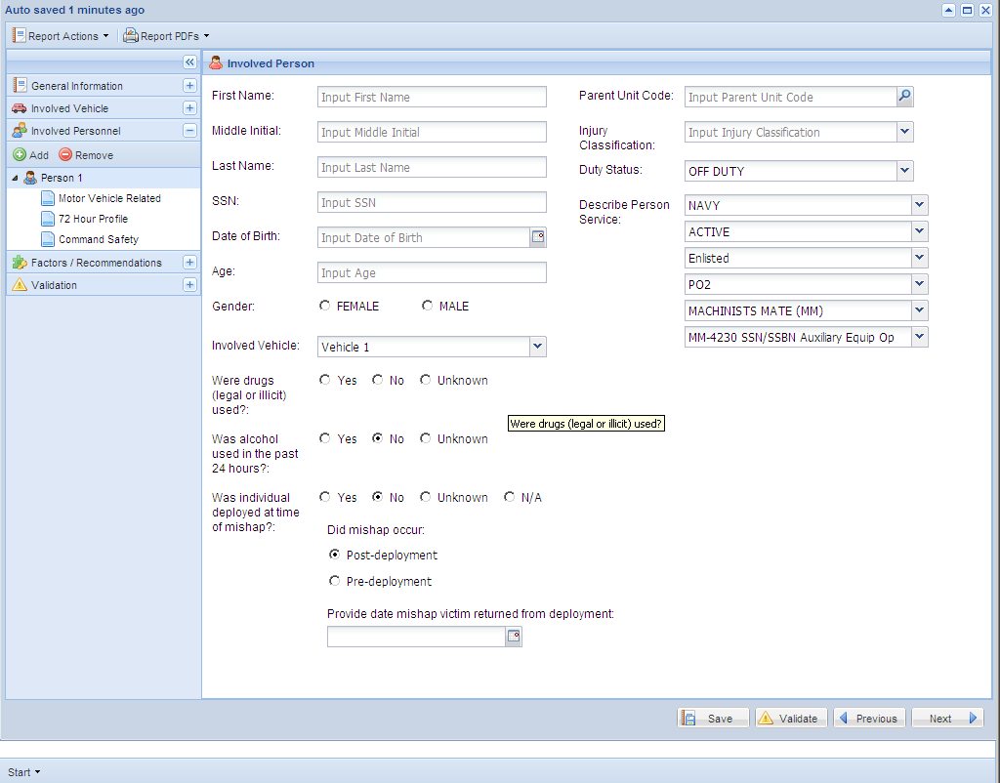 Auto saved 1 minutes ago
Report Actions
Report PDFs
General Information
Involved Vehicle
Involved Personnel
Add Remove
Person 1
Motor Vehicle Related
72 Hour Profile
Command Safety
Factors / Recommendations
Validation
Involved Person
First Name: Input First Name
Middle Initial: Input Middle Initial
Last Name: Input Last Name
SSN: Input SSN
Date of Birth: Input Date of Birth
Age: Input Age
Gender: FEMALE MALE
Involved Vehicle: Vehicle 1
Were drugs
(legal or illicit)
used?:
Yes No Unknown
Were drugs (legal or illicit) used?
Was alcohol
used in the past
24 hours?:
Yes No Unknown
Was individual
deployed at time
of mishap?:
Yes No Unknown N/A
Did mishap occur:
Post-deployment
Pre-deployment
Provide date mishap victim returned from deployment:
Parent Unit Code: Input Parent Unit Code
Injury
Classification:
Input Injury Classification
Duty Status: OFF DUTY
Describe Person
Service:
NAVY
ACTIVE
Enlisted
PO2
MACHINISTS MATE (MM)
MM-4230 SSN/SSBN Auxiliary Equip Op
Save Validate Previous Next
Start